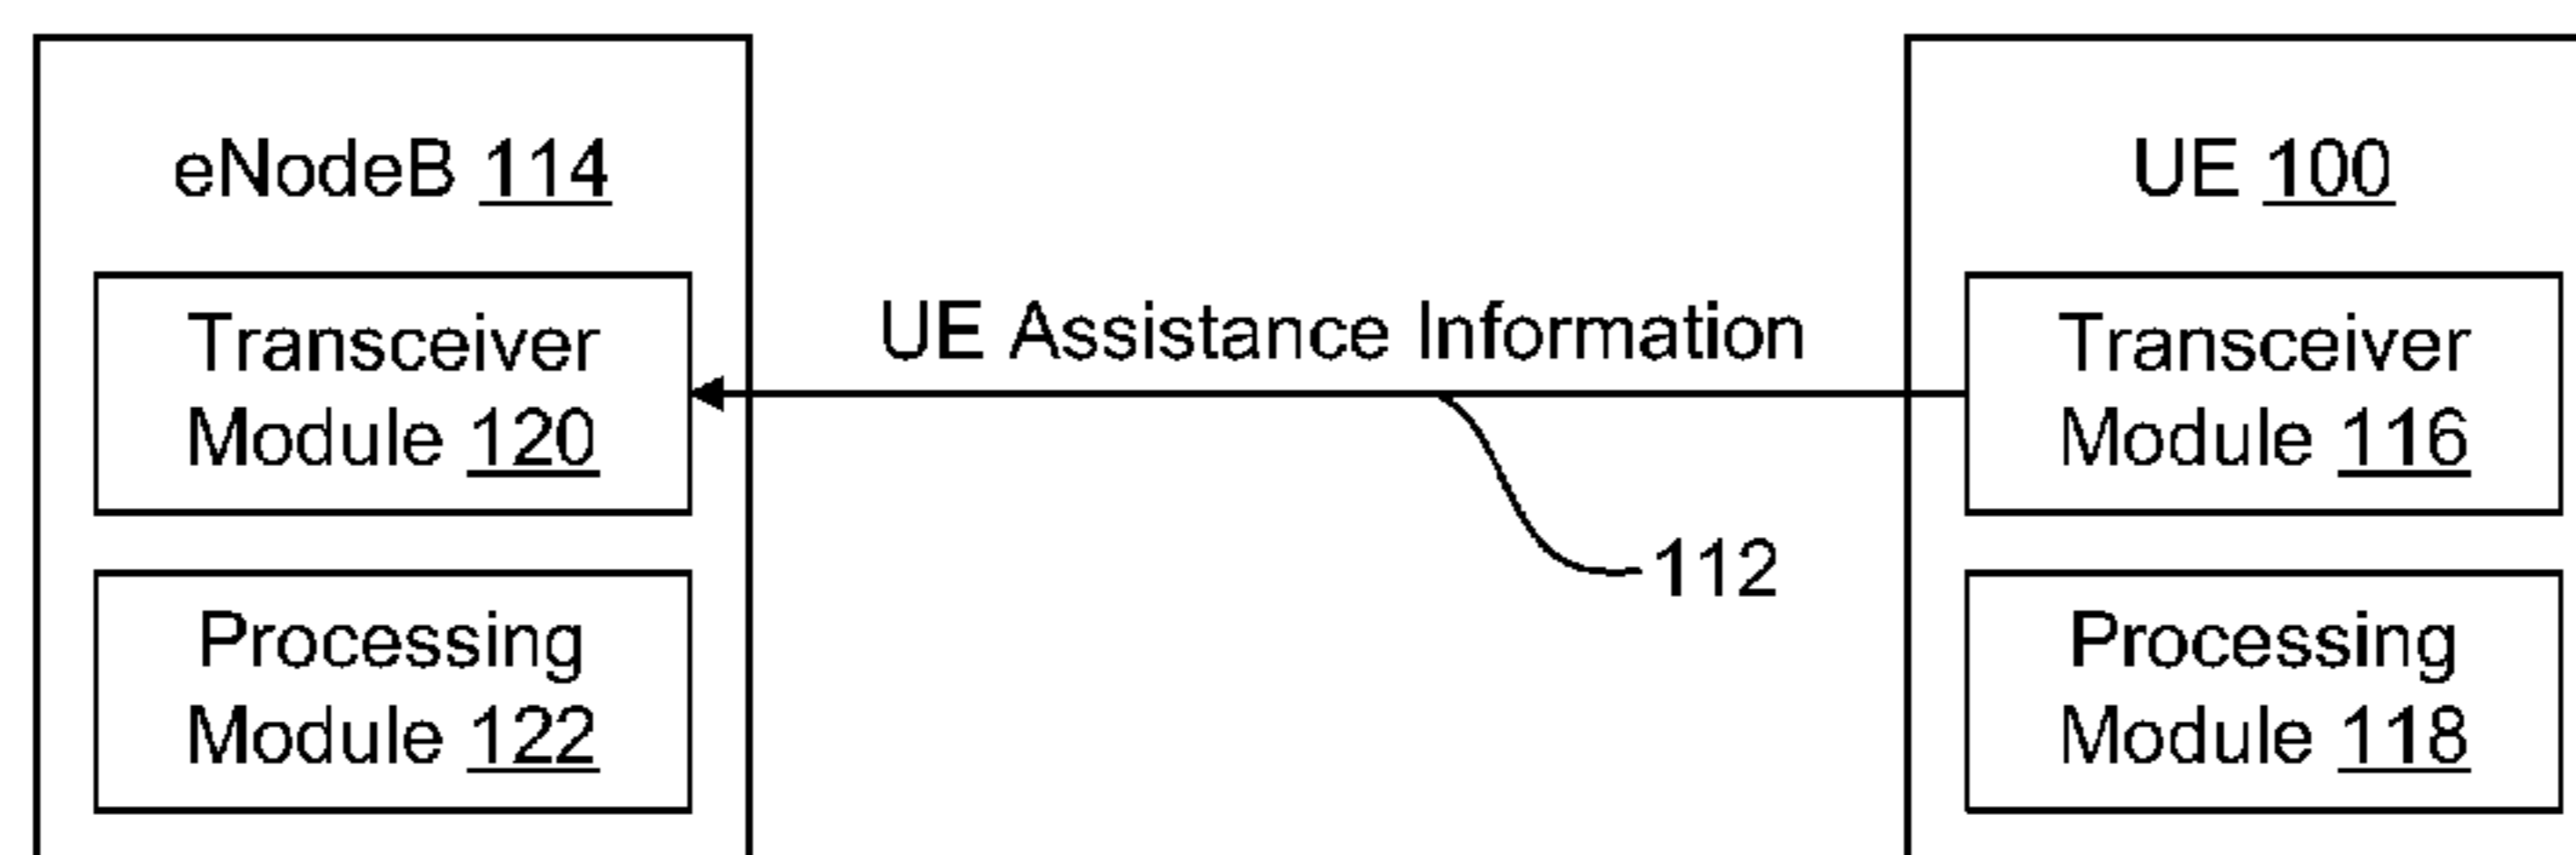 eNodeB 114
Transceiver
Module 120
Processing
Module 122
UE Assistance Information
112
UE 100
Transceiver
Module 116
Processing
Module 118